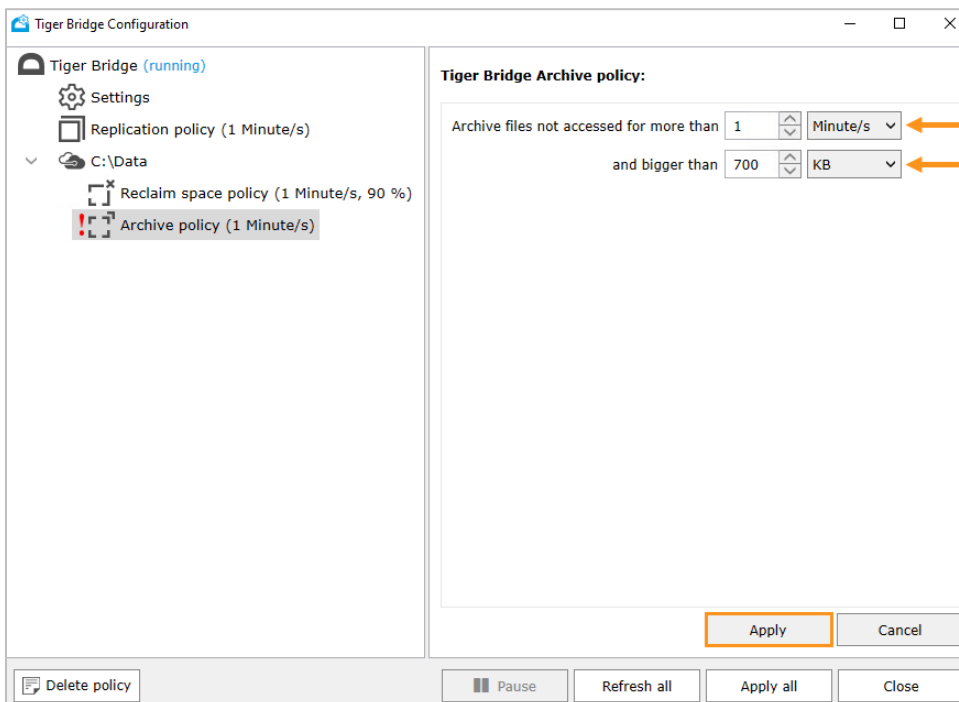 Tiger Bridge Configuration
Tiger Bridge (running)
Settings
Replication policy (1 Minute/s)
C:\Data
Reclaim space policy (1 Minute/s, 90 %)
! Archive policy (1 Minute/s)
Tiger Bridge Archive policy:
Archive files not accessed for more than 1 Minute/s
and bigger than 700 KB
Apply Cancel
Delete policy Pause Refresh all Apply all Close